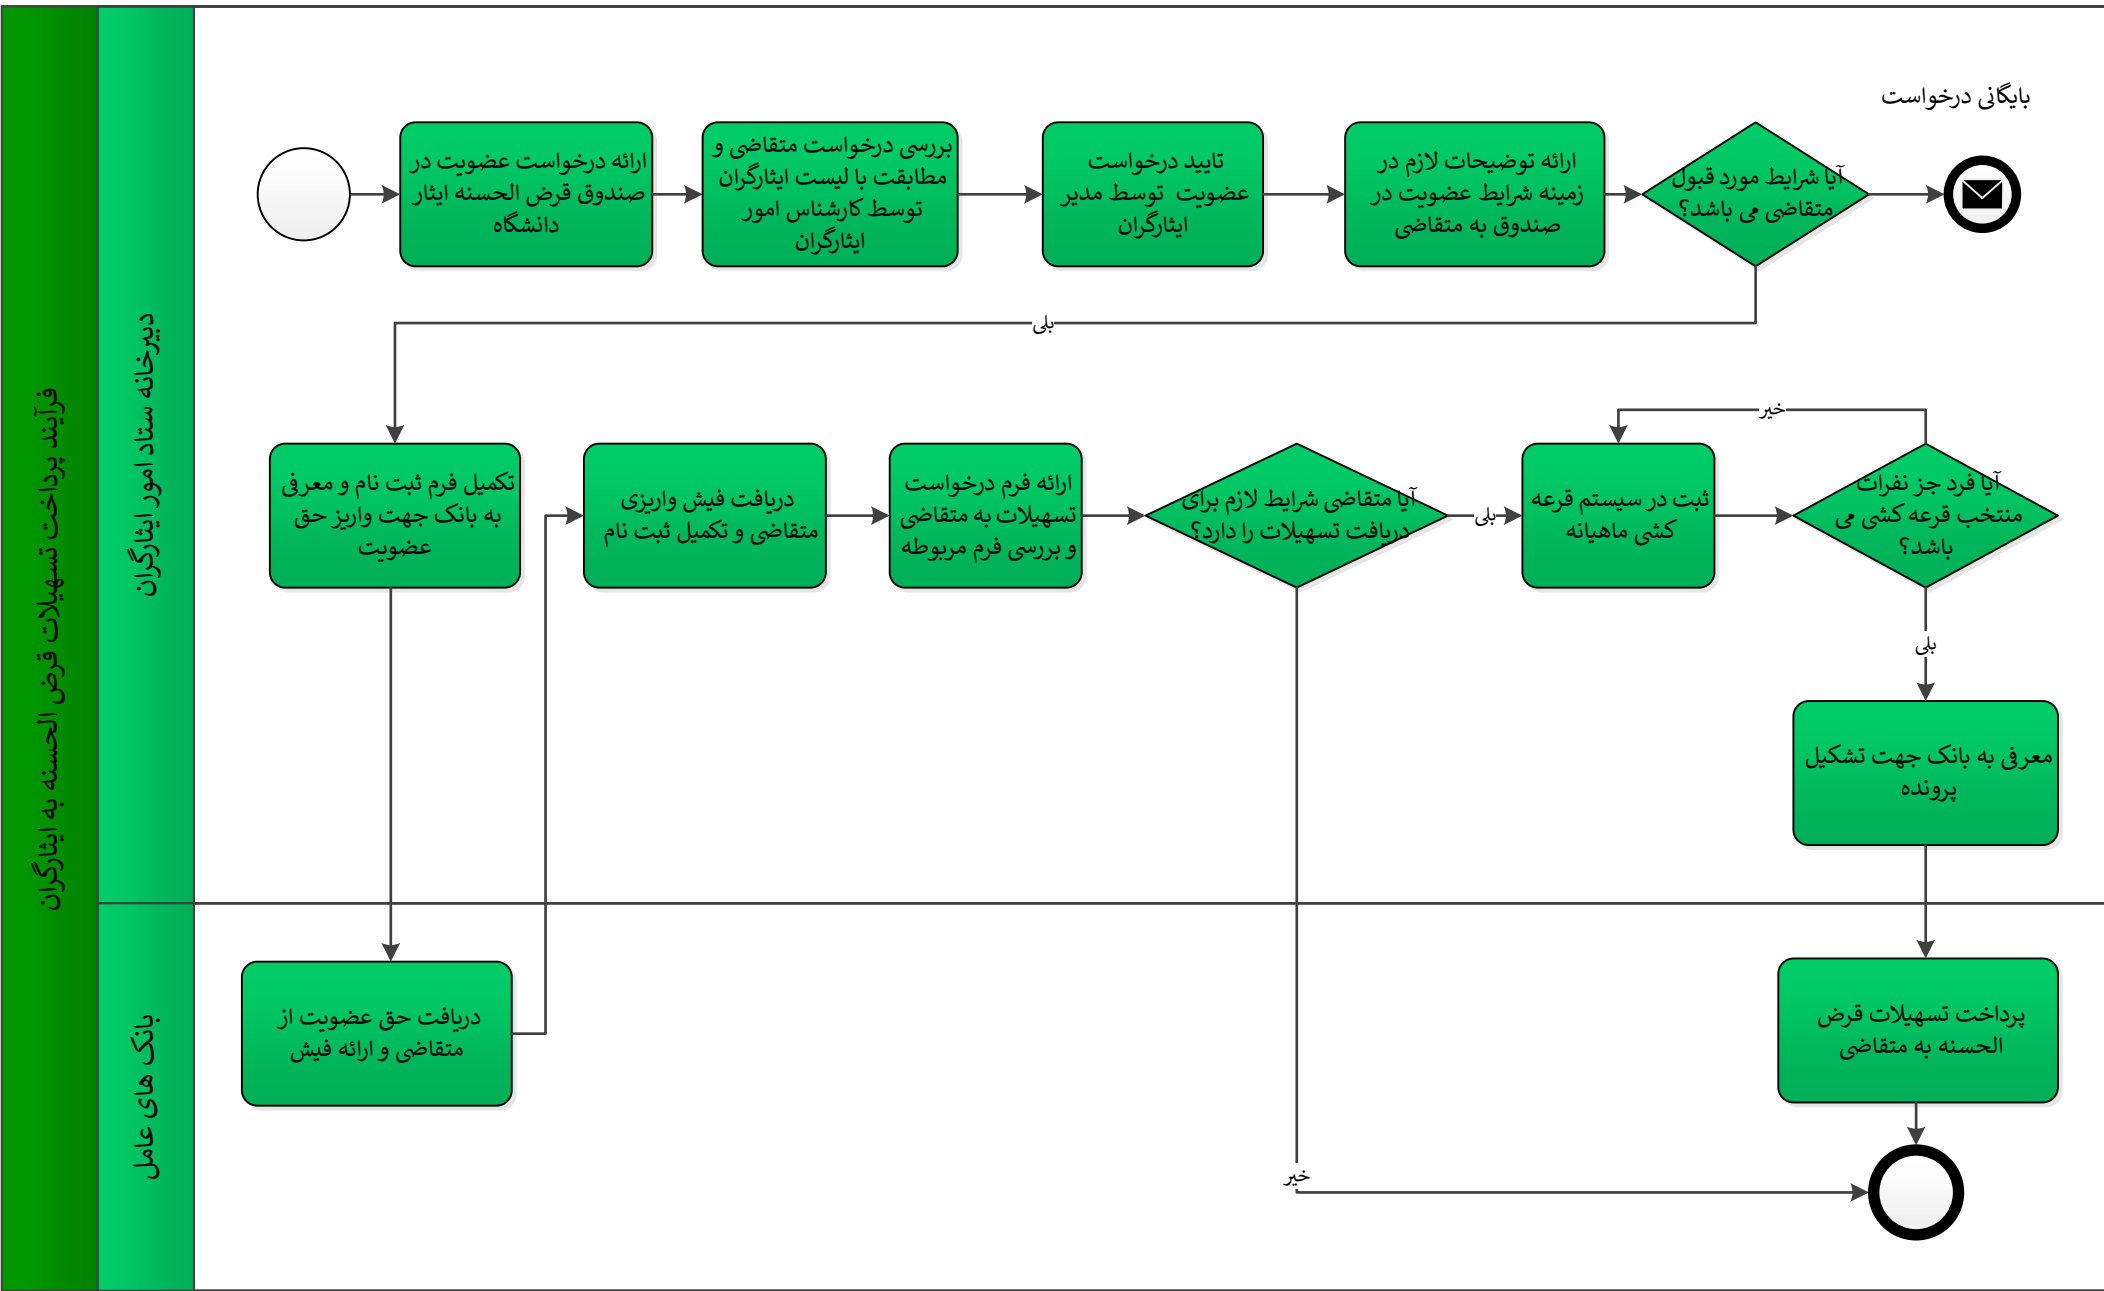 فرآیند پرداخت تسهیلات قرض الحسنه به ایثارگران
دبیرخانه ستاد امور ایثارگران
بایگانی درخواست
ارائه درخواست عضویت در
صندوق قرض الحسنه ایثار
دانشگاه
بررسی درخواست متقاضی و
مطابقت با لیست ایثارگران
توسط کارشناس امور
ایثارگران
تایید درخواست
عضویت توسط مدیر
ایثارگران
ارائه توضیحات لازم در
زمینه شرایط عضویت در
صندوق به متقاضی
آیا شرایط مورد قبول
متقاضی می باشد؟
بلی
تکمیل فرم ثبت نام و معرفی
به بانک جهت واریز حق
عضویت
دریافت فیش واریزی
متقاضی و تکمیل ثبت نام
ارائه فرم درخواست
تسهیلات به متقاضی
و بررسی فرم مربوطه
آیا متقاضی شرایط لازم برای
دریافت تسهیلات را دارد؟
بلی
ثبت در سیستم قرعه
کشی ماهیانه
خیر
آیا فرد جز نفرات
منتخب قرعه کشی می
باشد؟
بلی
معرفی به بانک جهت تشکیل
پرونده
بانک های عامل
دریافت حق عضویت از
متقاضی و ارائه فیش
پرداخت تسهیلات قرض
الحسنه به متقاضی
خیر